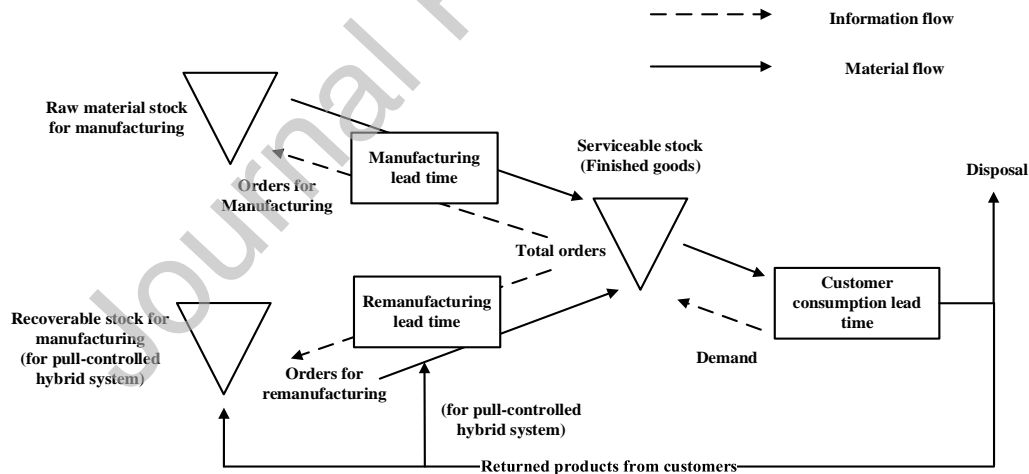 Information flow
Material flow
Raw material stock
for manufacturing
Manufacturing
lead time
Serviceable stock
(Finished goods)
Disposal
Orders for
Manufacturing
Total orders
Customer
consumption lead
time
Remanufacturing
lead time
Recoverable stock for
manufacturing
(for pull-controlled
hybrid system)
Demand
Orders for
remanufacturing
(for pull-controlled
hybrid system)
Returned products from customers
Journal